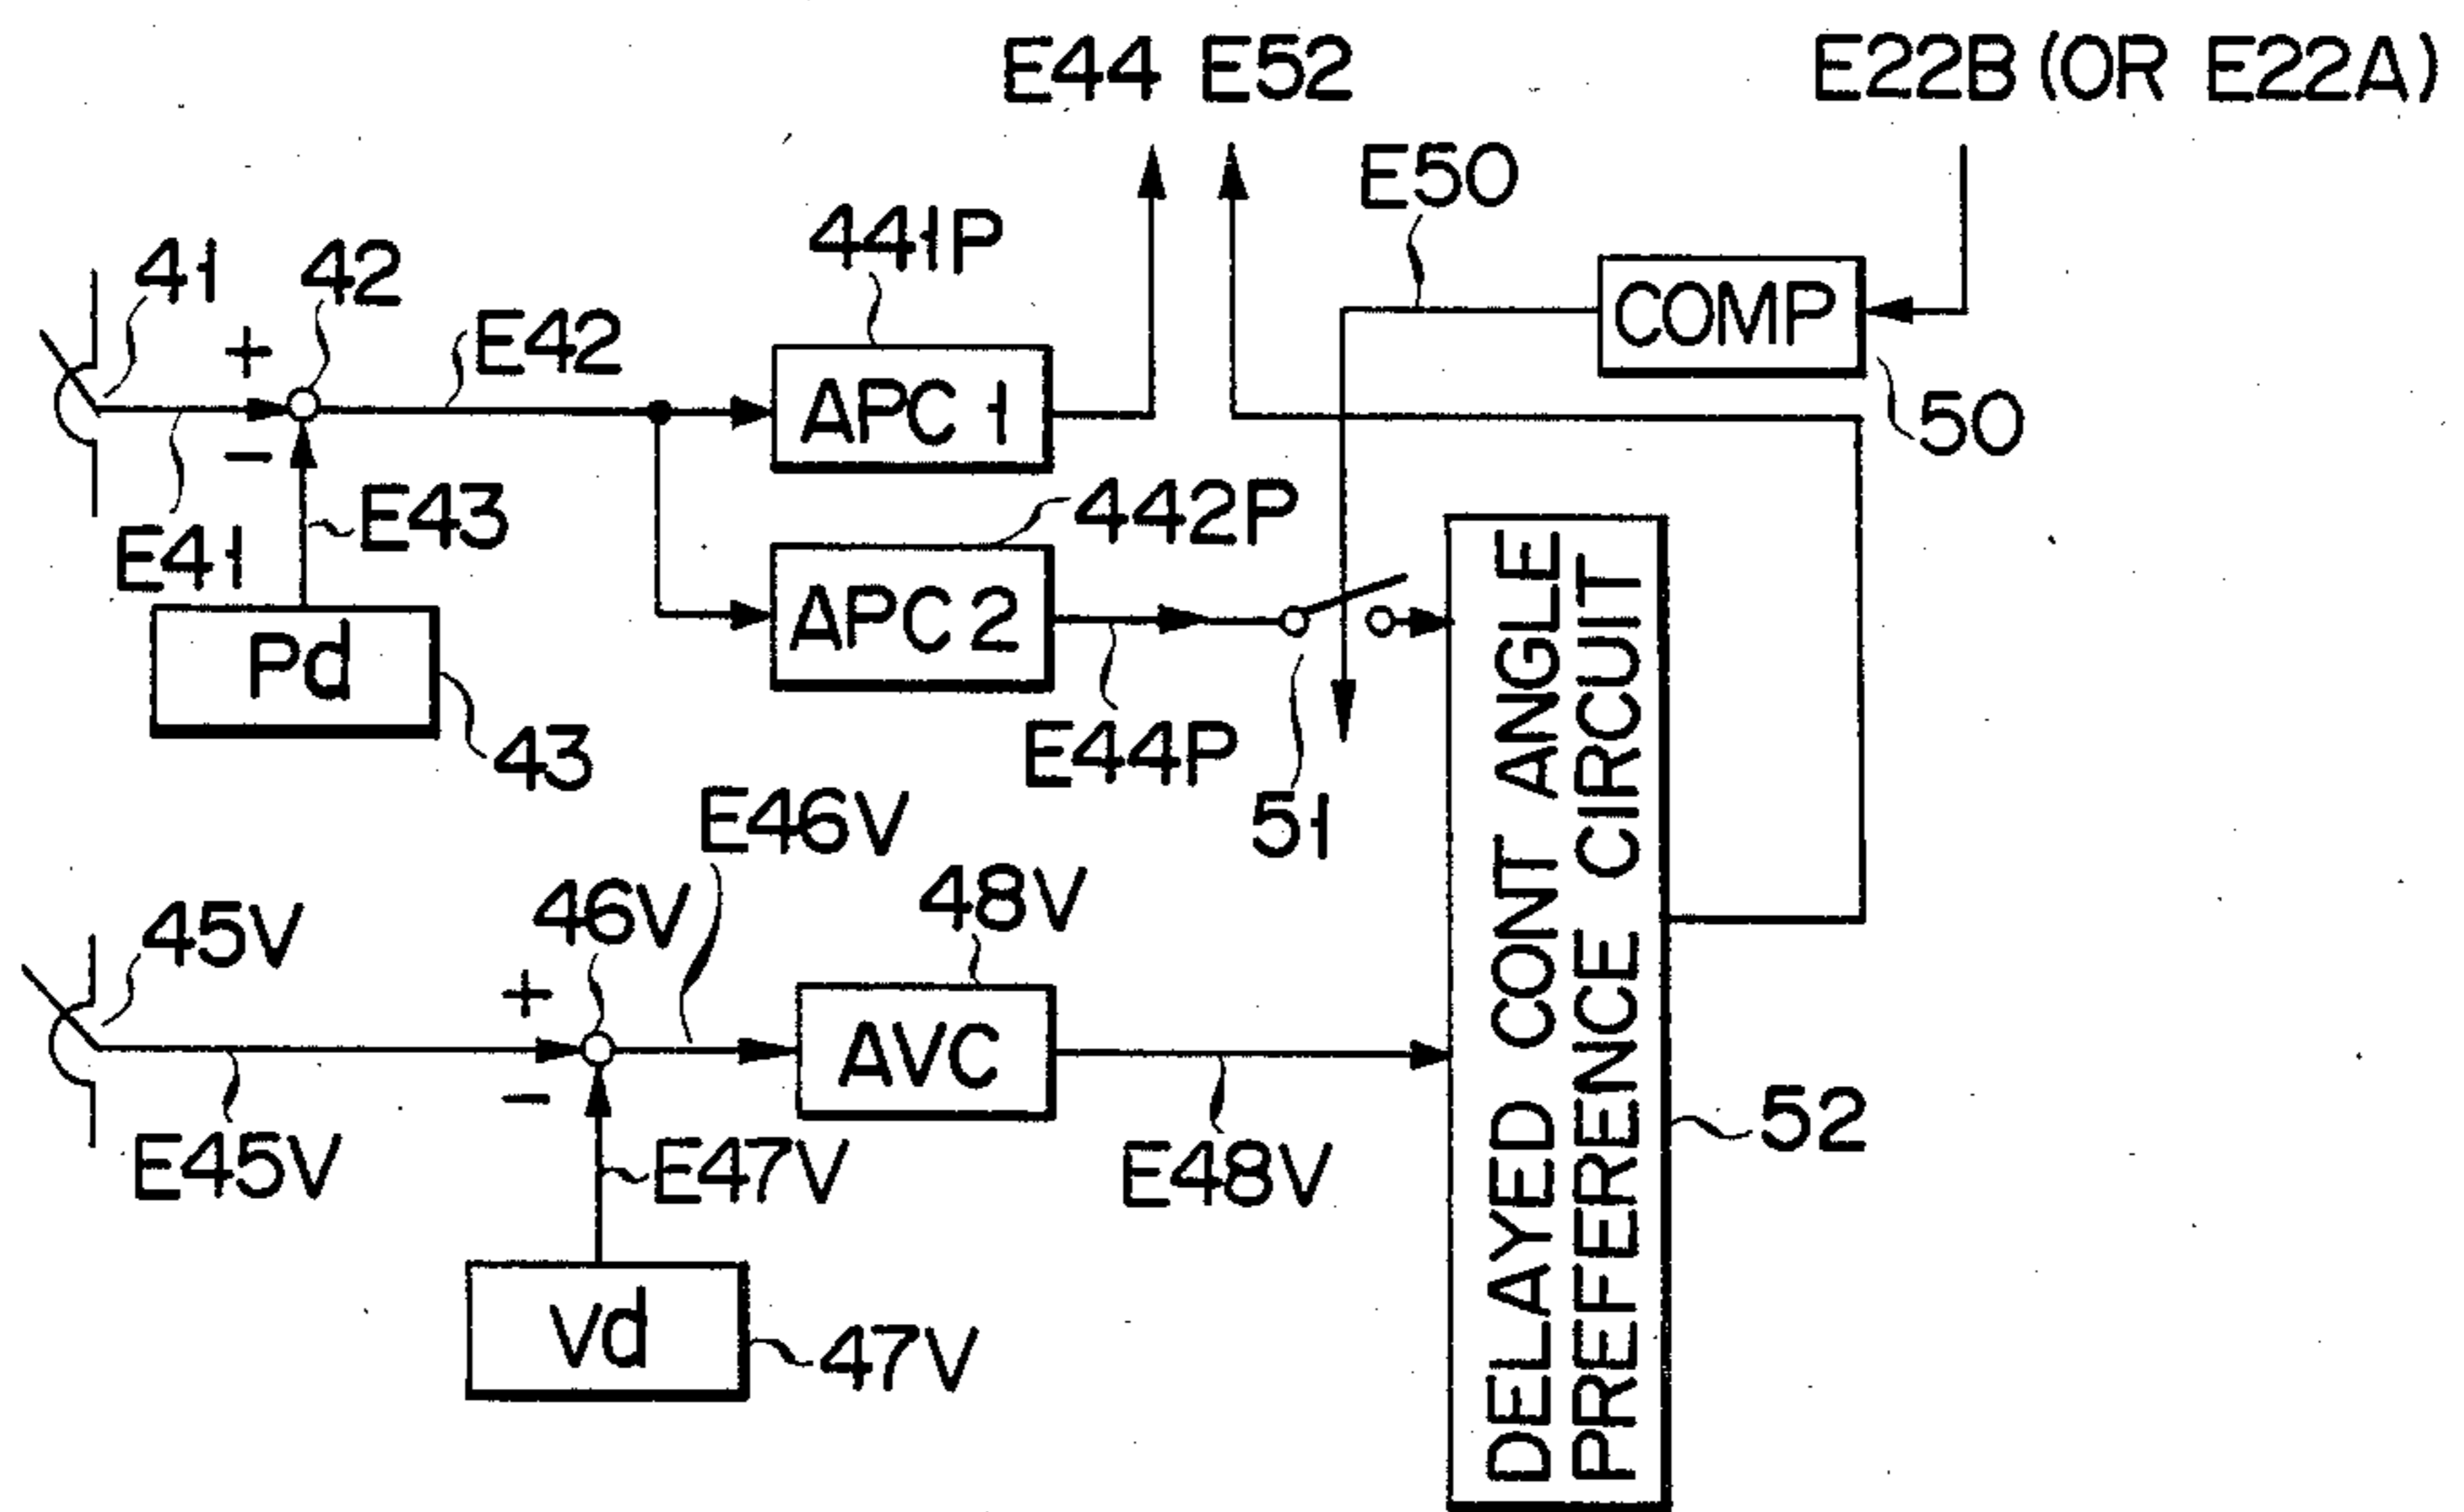 E44 E52 E22B (OR E22A)
E50
41 42 441P
+ E42 COMP
APC 1
50
−
E43 442P
E41
APC 2
Pd
43 E44P
51
E46V
45V 46V 48V
+
AVC
−
E45V E47V E48V
52
Vd
47V
DELAYED CONT ANGLE
PREFERENCE CIRCUIT